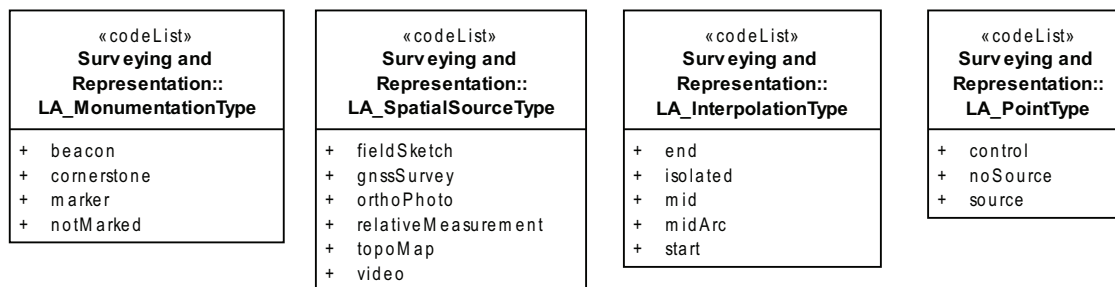 «codeList»
Surveying and
Representation::
LA_MonumentationType
+ beacon
+ cornerstone
+ marker
+ notMarked
«codeList»
Surveying and
Representation::
LA_SpatialSourceType
+ fieldSketch
+ gnssSurvey
+ orthoPhoto
+ relativeMeasurement
+ topoMap
+ video
«codeList»
Surveying and
Representation::
LA_InterpolationType
+ end
+ isolated
+ mid
+ midArc
+ start
«codeList»
Surveying and
Representation::
LA_PointType
+ control
+ noSource
+ source